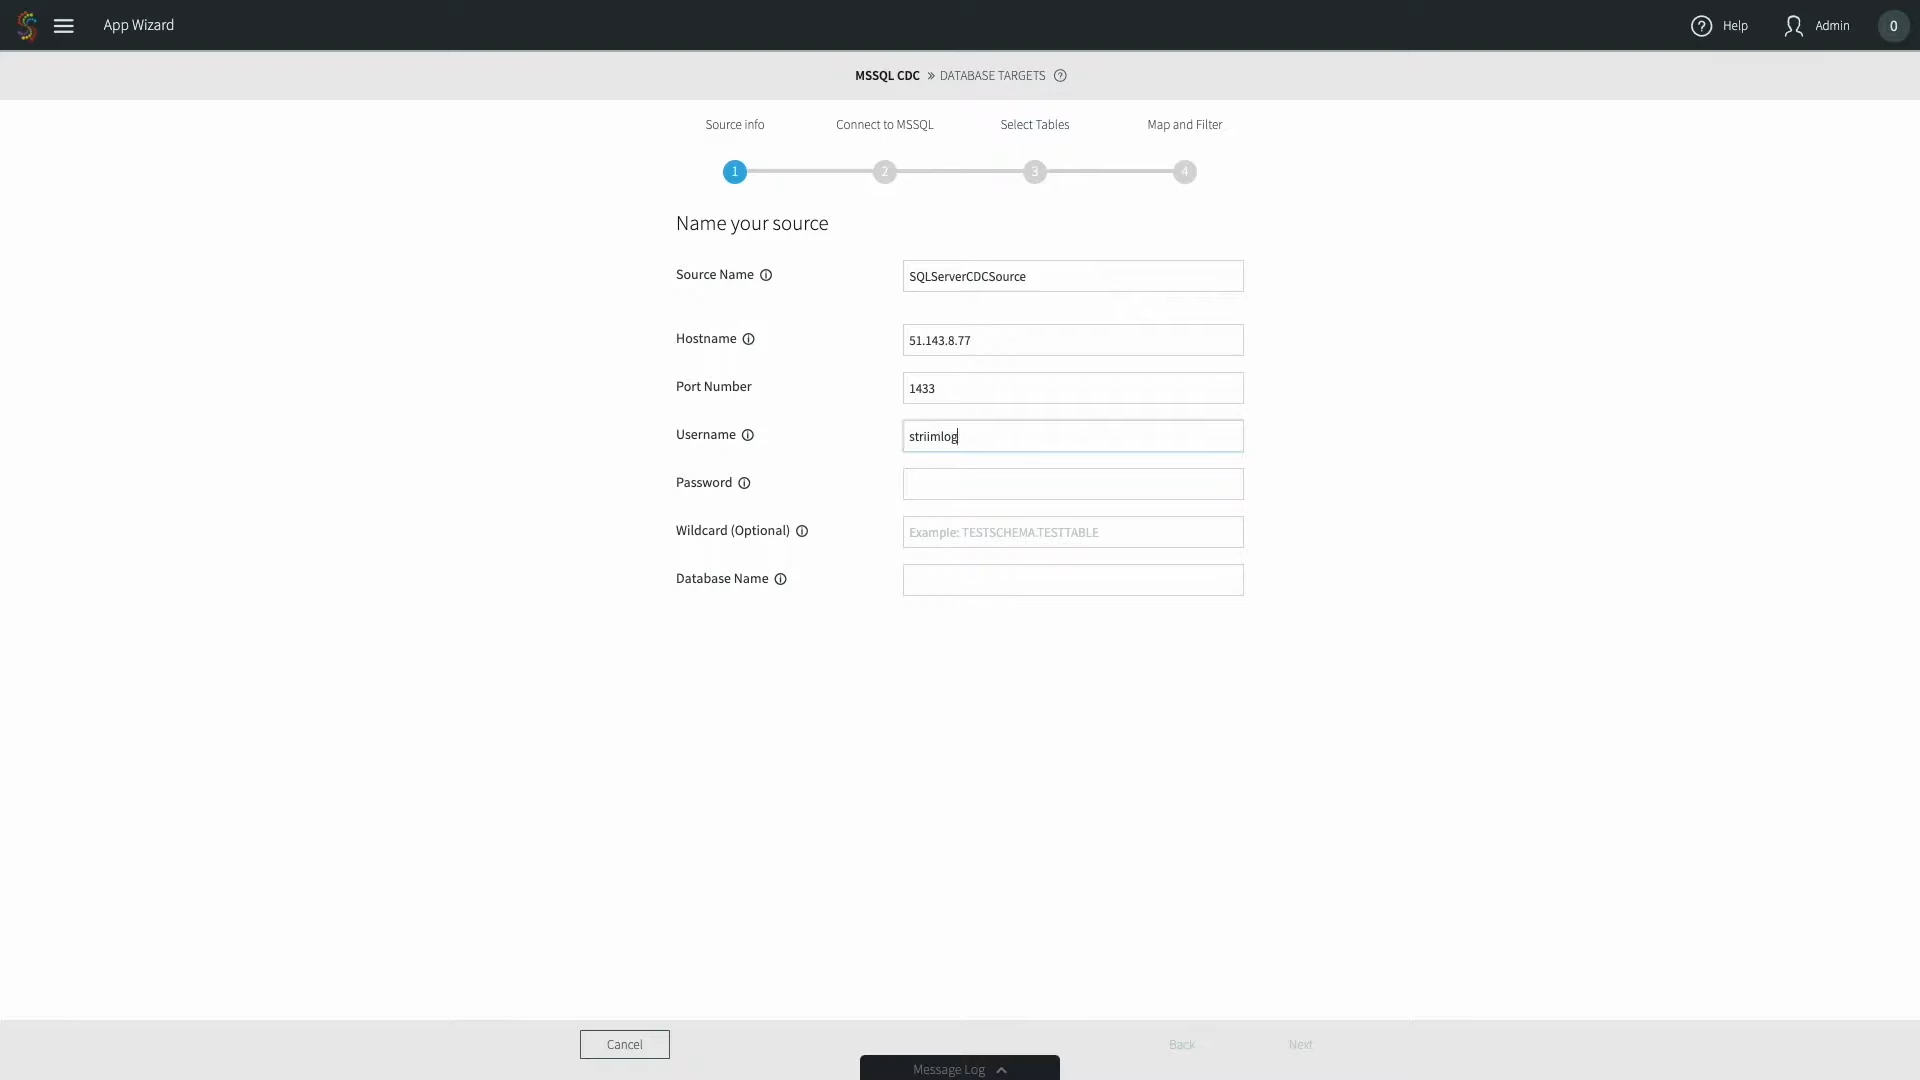 App Wizard
Help
Admin
0
MSSQL CDC » DATABASE TARGETS
Source info
Connect to MSSQL
Select Tables
Map and Filter
1
2
3
4
Name your source
Source Name
SQLServerCDCSource
Hostname
51.143.8.77
Port Number
1433
Username
striimlog
Password
Wildcard (Optional)
Example: TESTSCHEMA.TESTTABLE
Database Name
Cancel
Back
Next
Message Log